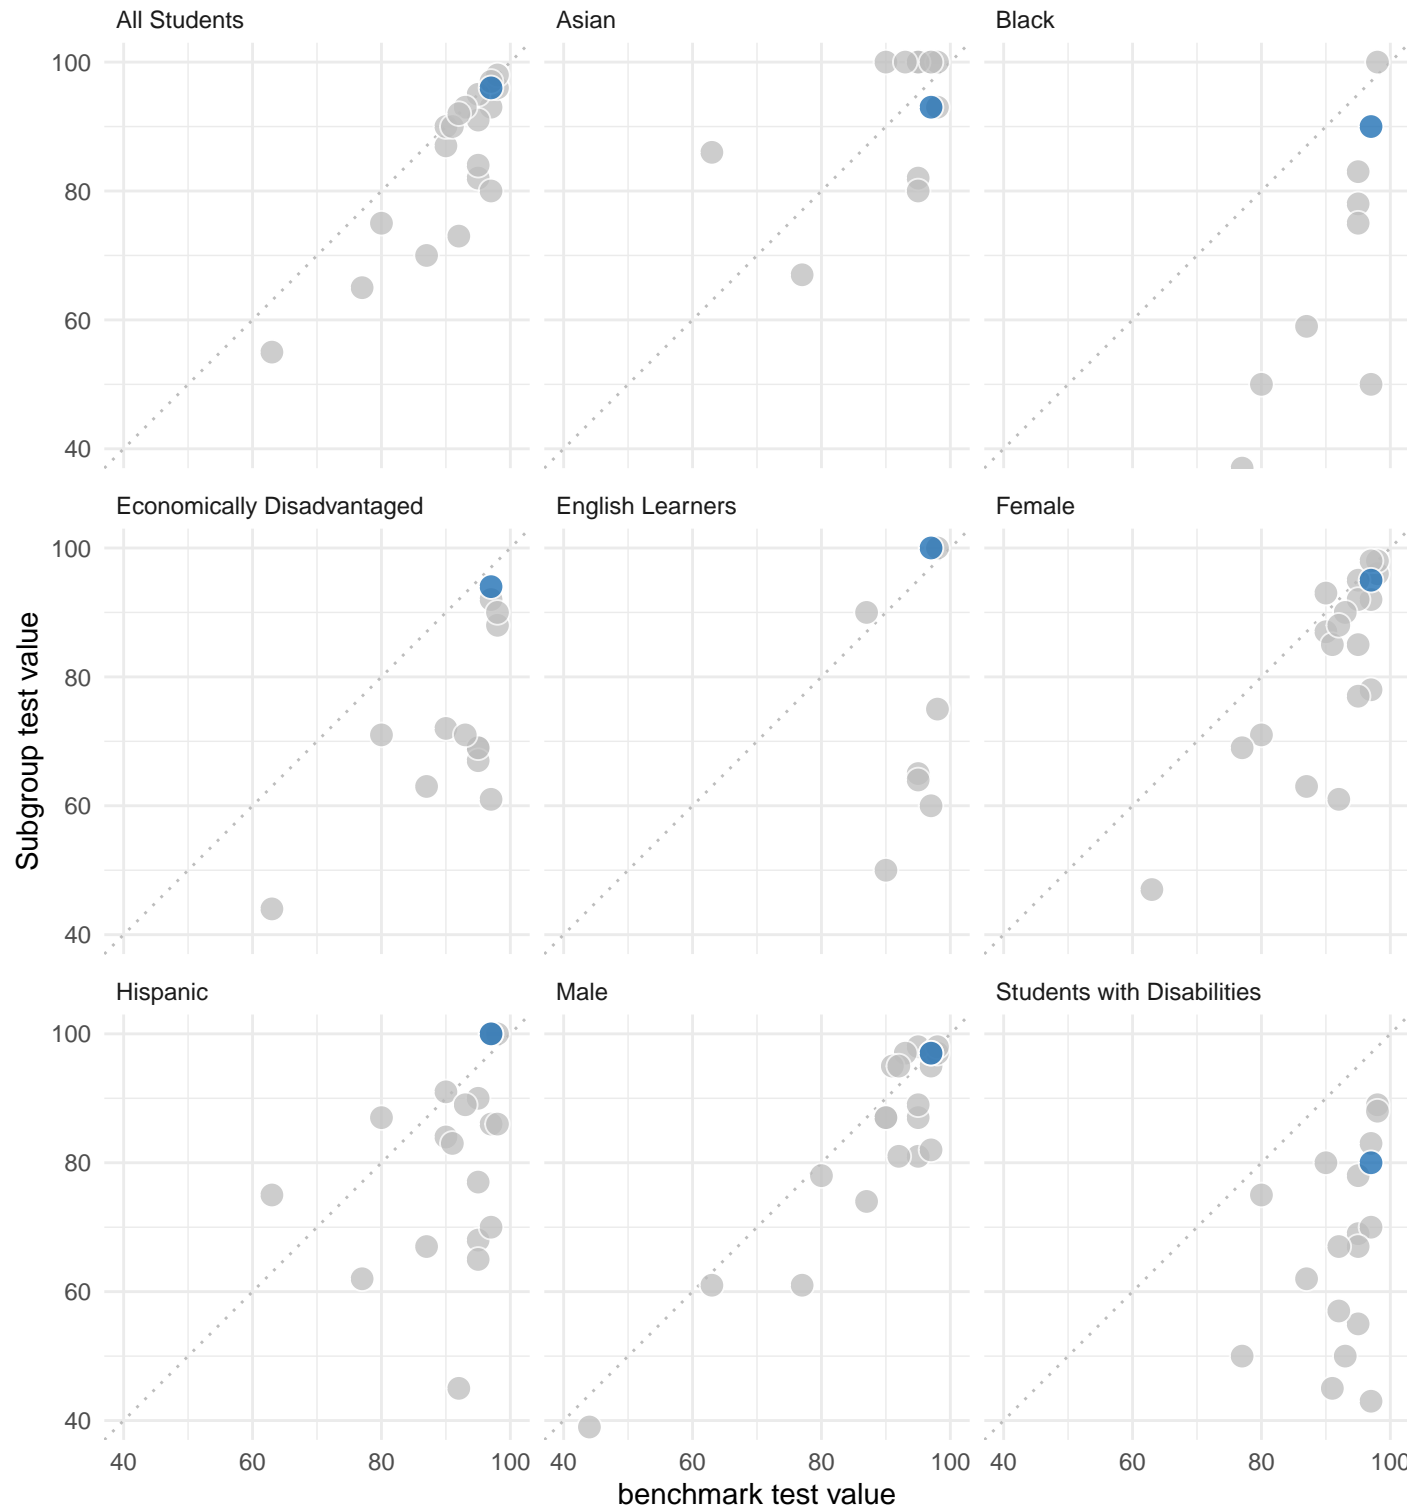 All Students Asian Black
100
80
60
40
Economically Disadvantaged English Learners Female
100
80
60
40
Subgroup test value
Hispanic Male Students with Disabilities
100
80
60
40
40 60 80 100 40 60 80 100 40 60 80 100
benchmark test value